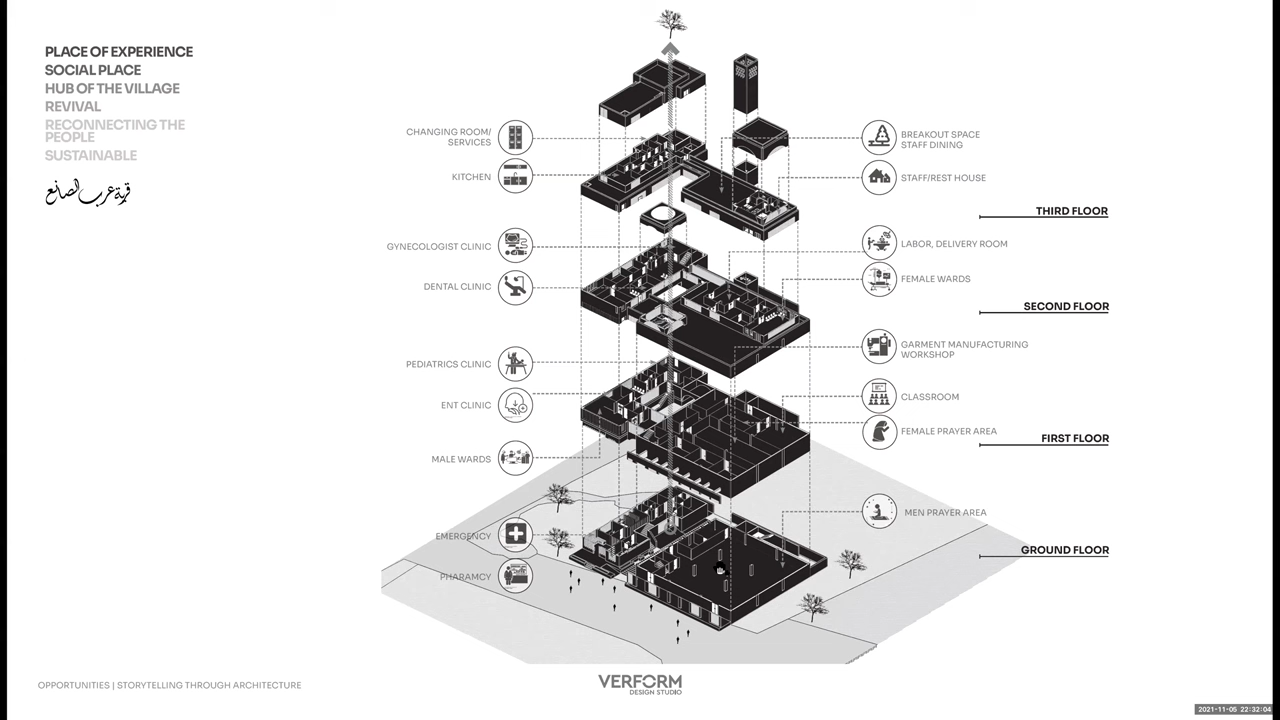 PLACE OF EXPERIENCE
SOCIAL PLACE
HUB OF THE VILLAGE
REVIVAL
RECONNECTING THE
PEOPLE
SUSTAINABLE
قرية عرب الصانع
CHANGING ROOM/
SERVICES
KITCHEN
GYNECOLOGIST CLINIC
DENTAL CLINIC
PEDIATRICS CLINIC
ENT CLINIC
MALE WARDS
EMERGENCY
PHARAMCY
BREAKOUT SPACE
STAFF DINING
STAFF/REST HOUSE
THIRD FLOOR
LABOR, DELIVERY ROOM
FEMALE WARDS
SECOND FLOOR
GARMENT MANUFACTURING
WORKSHOP
CLASSROOM
FEMALE PRAYER AREA
FIRST FLOOR
MEN PRAYER AREA
GROUND FLOOR
OPPORTUNITIES | STORYTELLING THROUGH ARCHITECTURE
VERFORM
DESIGN STUDIO
2021-11-05 22:32:04